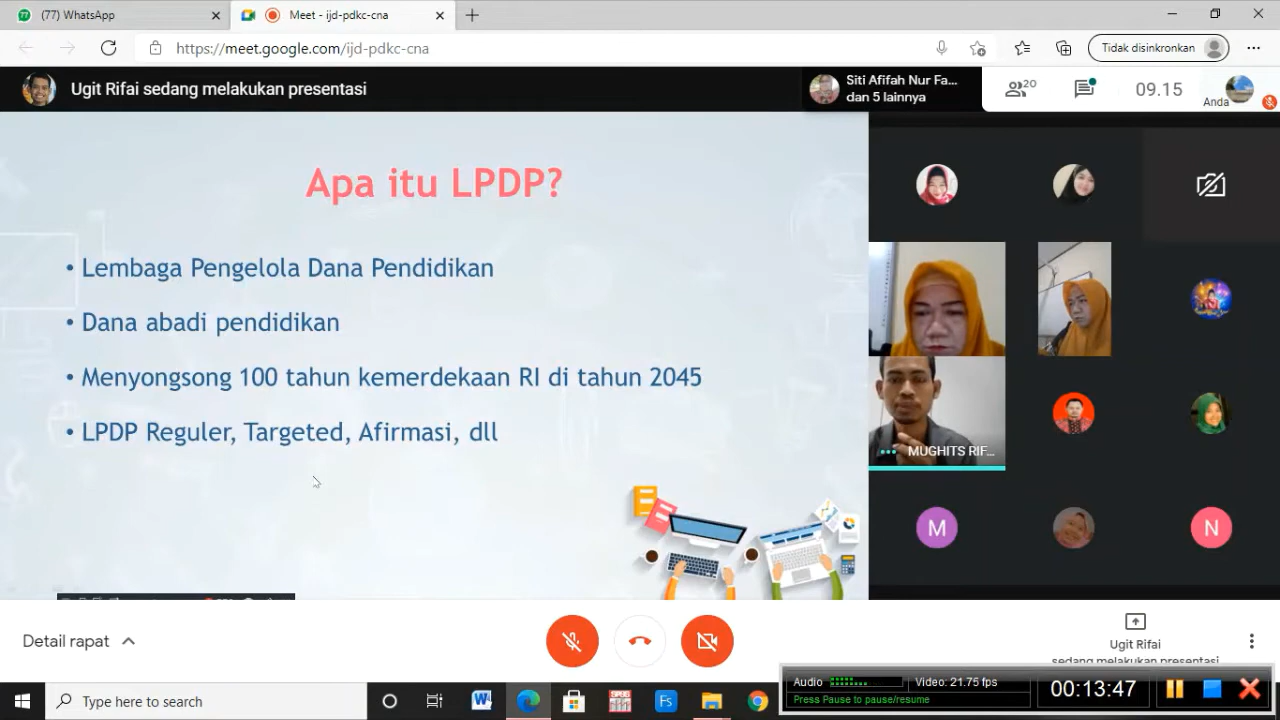 (77) WhatsApp
Meet - ijd-pdkc-cna
https://meet.google.com/ijd-pdkc-cna
Tidak disinkronkan
Ugit Rifai sedang melakukan presentasi
Siti Afifah Nur Fa...
dan 5 lainnya
20
09.15
Anda
Apa itu LPDP?
• Lembaga Pengelola Dana Pendidikan
• Dana abadi pendidikan
• Menyongsong 100 tahun kemerdekaan RI di tahun 2045
• LPDP Reguler, Targeted, Afirmasi, dll
MUGHITS RIF...
M
N
Detail rapat
Ugit Rifai
sedang melakukan presentasi
Type here to search
W
Fs
Audio
Video: 21.75 fps
Press Pause to pause/resume
00:13:47